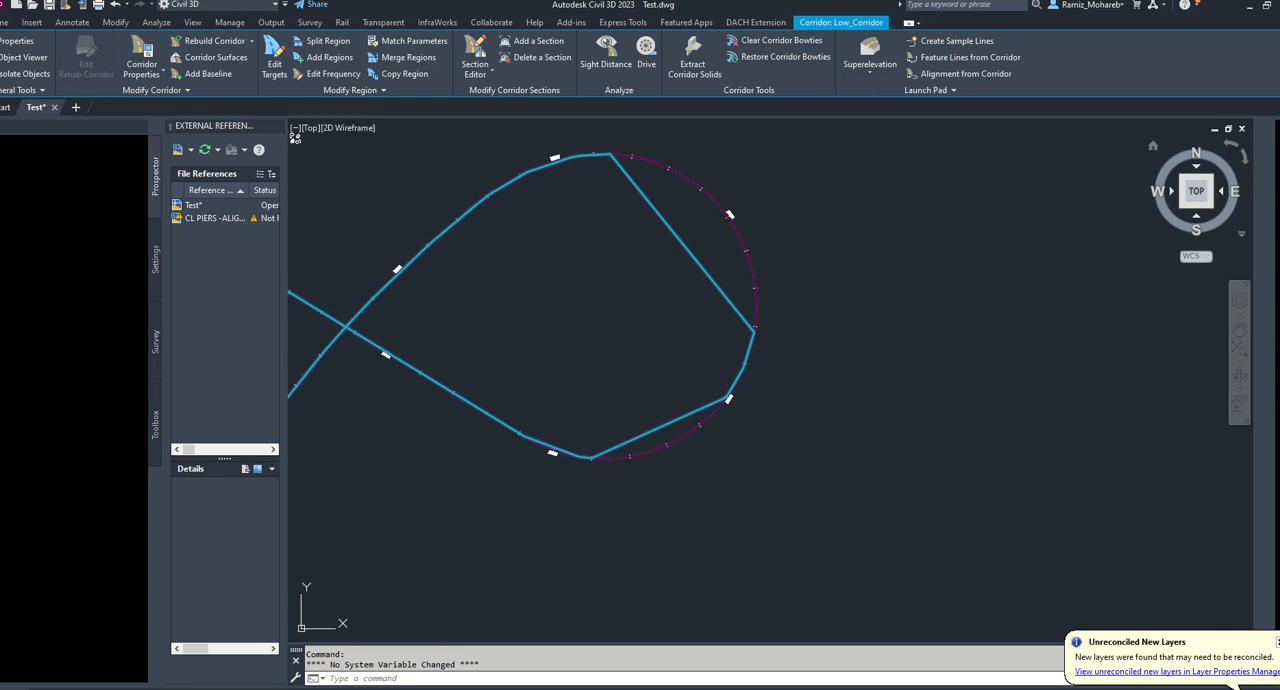 Civil 3D
Share
Autodesk Civil 3D 2023
Test.dwg
Type a keyword or phrase
Ramiz_Mohareb
Insert
Annotate
Modify
Analyze
View
Manage
Output
Survey
Rail
Transparent
InfraWorks
Collaborate
Help
Add-ins
Express Tools
Featured Apps
DACH Extension
Corridor: Low_Corridor
Properties
Object Viewer
solate Objects
neral Tools
Edit
Rehab Corridor
Corridor
Properties
Rebuild Corridor
Corridor Surfaces
Add Baseline
Modify Corridor
Edit
Targets
Split Region
Add Regions
Edit Frequency
Match Parameters
Merge Regions
Copy Region
Modify Region
Section
Editor
Add a Section
Delete a Section
Modify Corridor Sections
Sight Distance
Drive
Analyze
Extract
Corridor Solids
Clear Corridor Bowties
Restore Corridor Bowties
Corridor Tools
Superelevation
Create Sample Lines
Feature Lines from Corridor
Alignment from Corridor
Launch Pad
tart
Test*
EXTERNAL REFEREN...
File References
Reference ...
Status
Test*
Oper
CL PIERS -ALIG...
Not F
Details
Prospector
Settings
Survey
Toolbox
[–][Top][2D Wireframe]
N
W
TOP
E
S
WCS
Y
X
Command:
**** No System Variable Changed ****
Type a command
Unreconciled New Layers
New layers were found that may need to be reconciled.
View unreconciled new layers in Layer Properties Manage